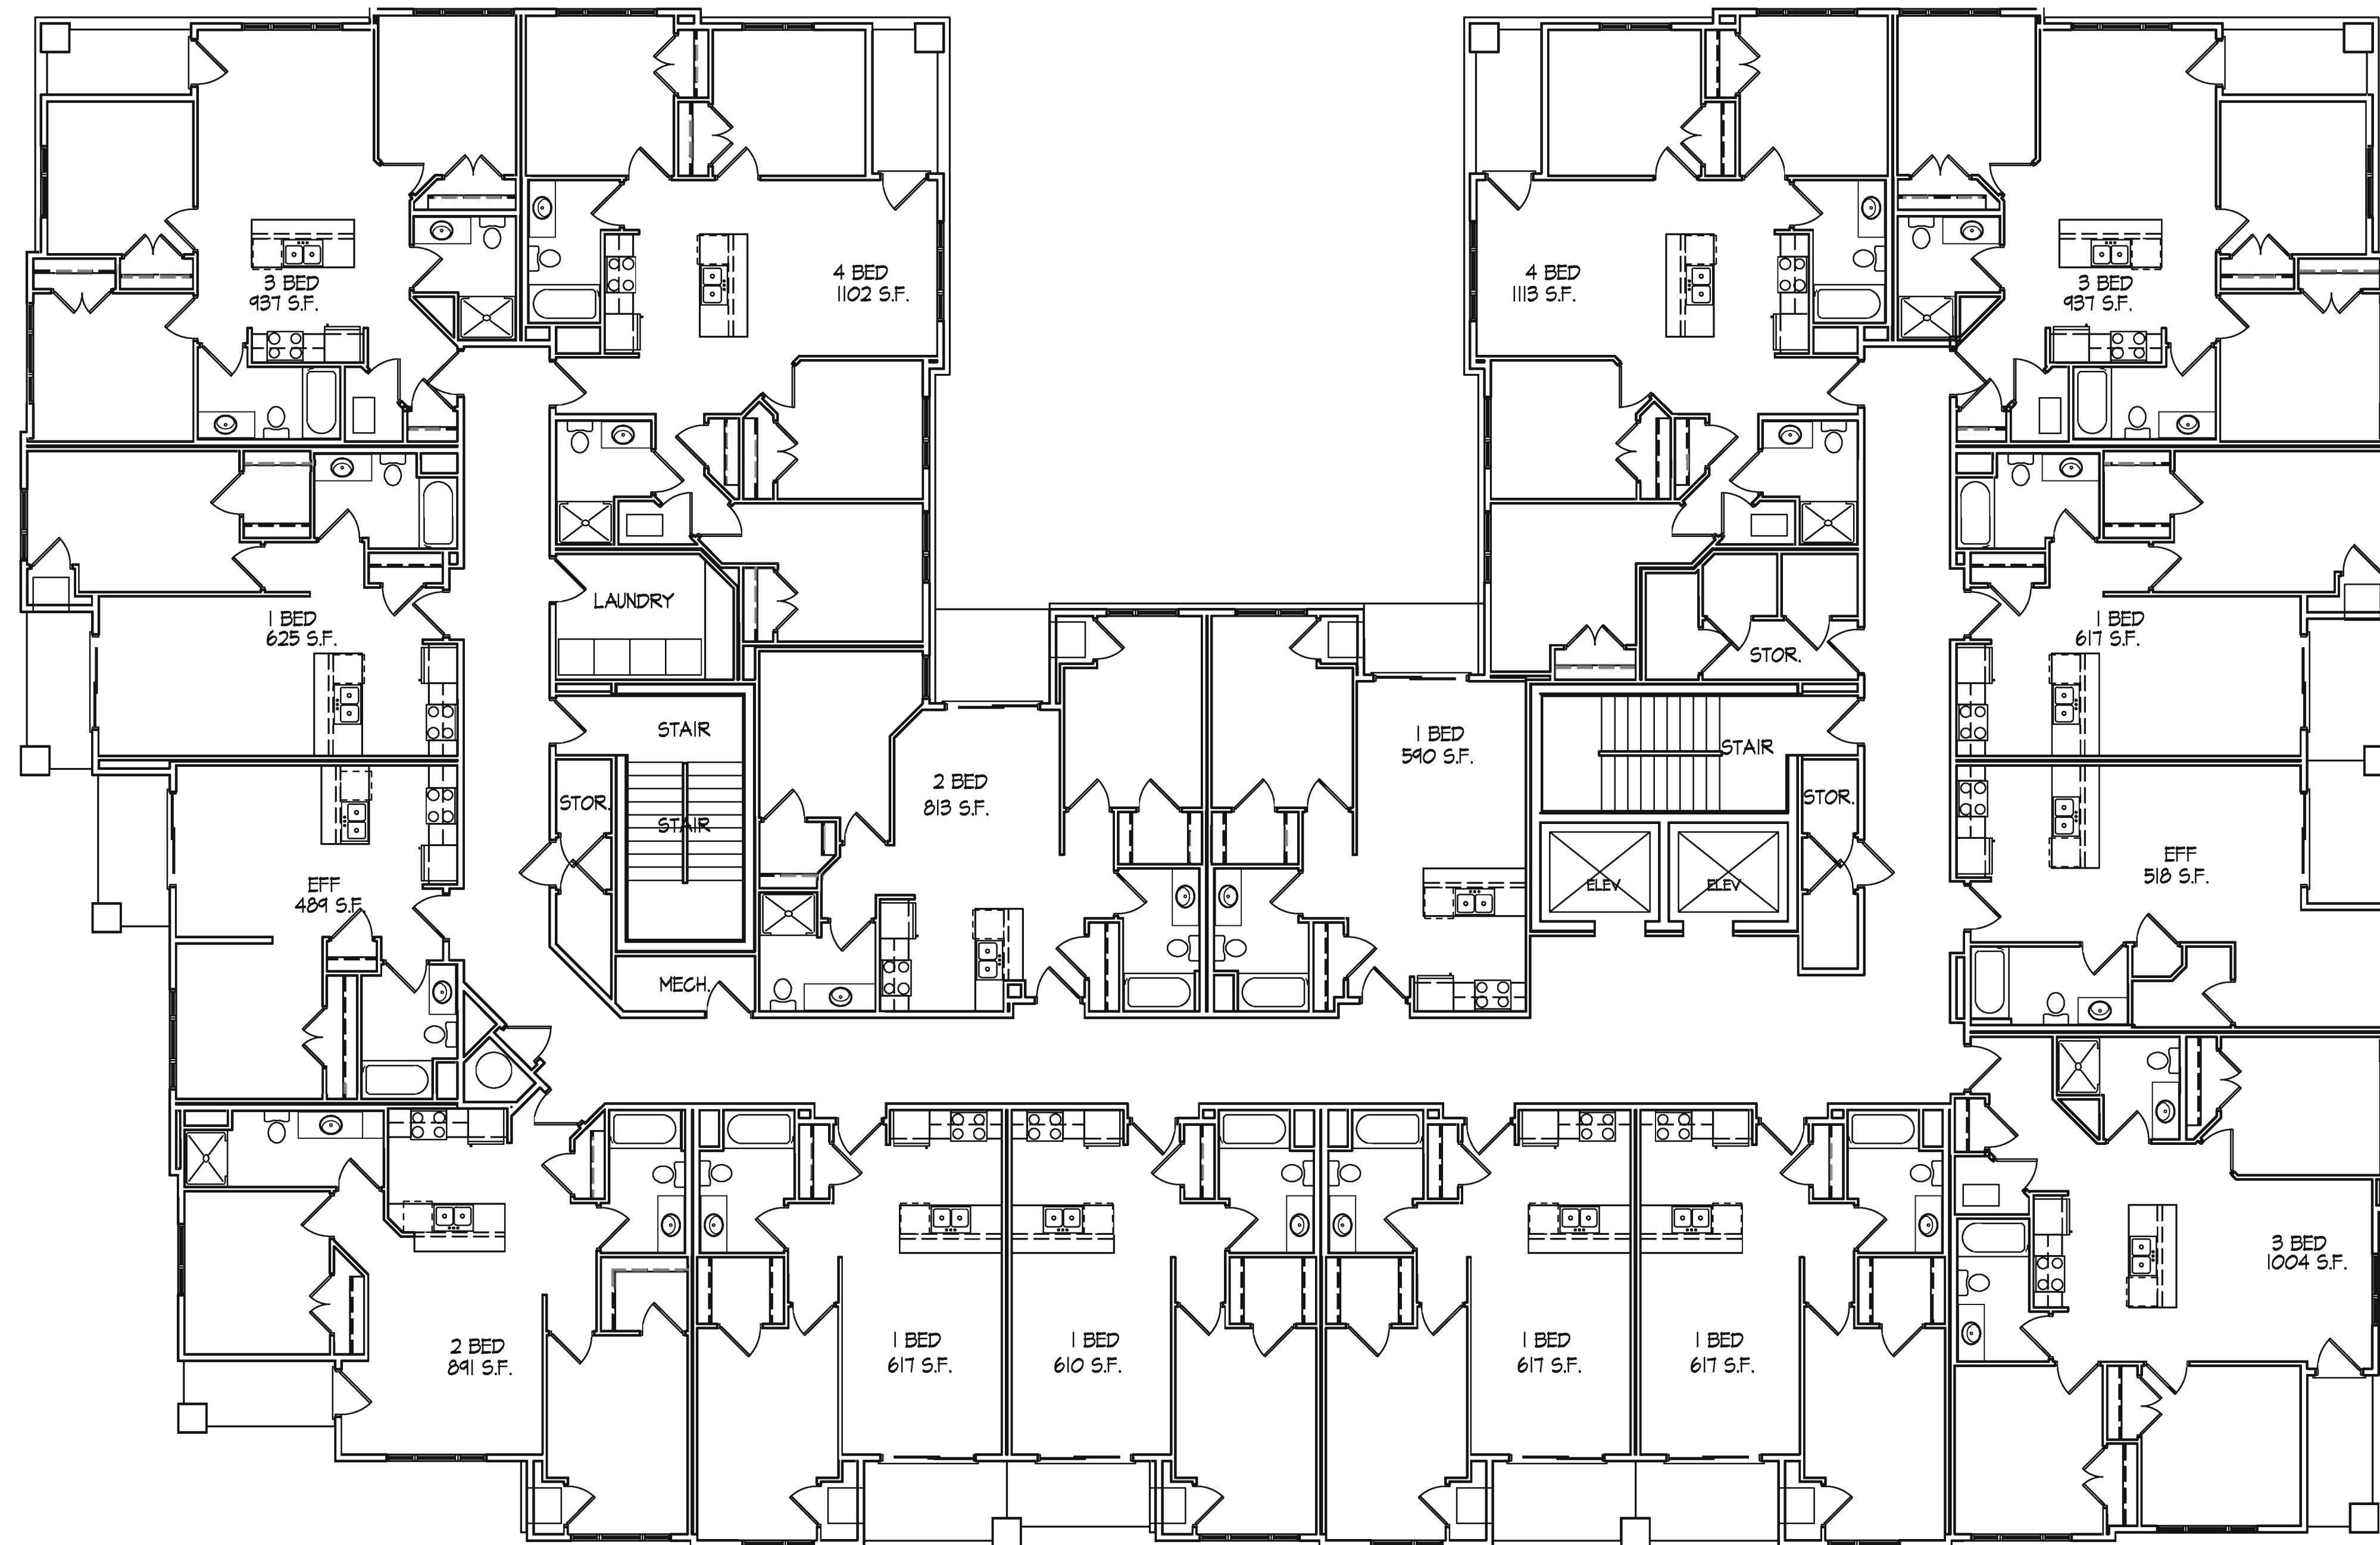 3 BED
937 S.F.
4 BED
1102 S.F.
4 BED
1113 S.F.
3 BED
937 S.F.
LAUNDRY
1 BED
625 S.F.
1 BED
617 S.F.
STOR.
STAIR
1 BED
590 S.F.
STAIR
2 BED
813 S.F.
STOR.
STAIR
STOR.
EFF
489 S.F.
ELEV
ELEV
EFF
518 S.F.
MECH.
3 BED
1004 S.F.
2 BED
891 S.F.
1 BED
617 S.F.
1 BED
610 S.F.
1 BED
617 S.F.
1 BED
617 S.F.